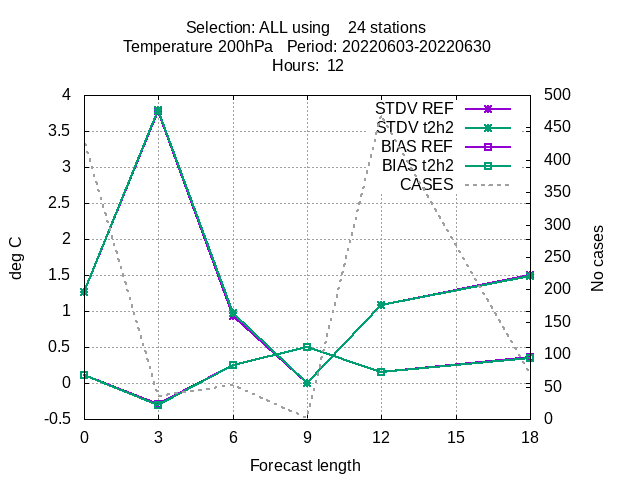 Selection: ALL using    24 stations
Temperature 200hPa   Period: 20220603-20220630
Hours:  12
STDV REF
STDV t2h2
BIAS REF
BIAS t2h2
CASES
4
3.5
3
2.5
2
1.5
1
0.5
0
-0.5
500
450
400
350
300
250
200
150
100
50
0
deg C
No cases
0 3 6 9 12 15 18
Forecast length